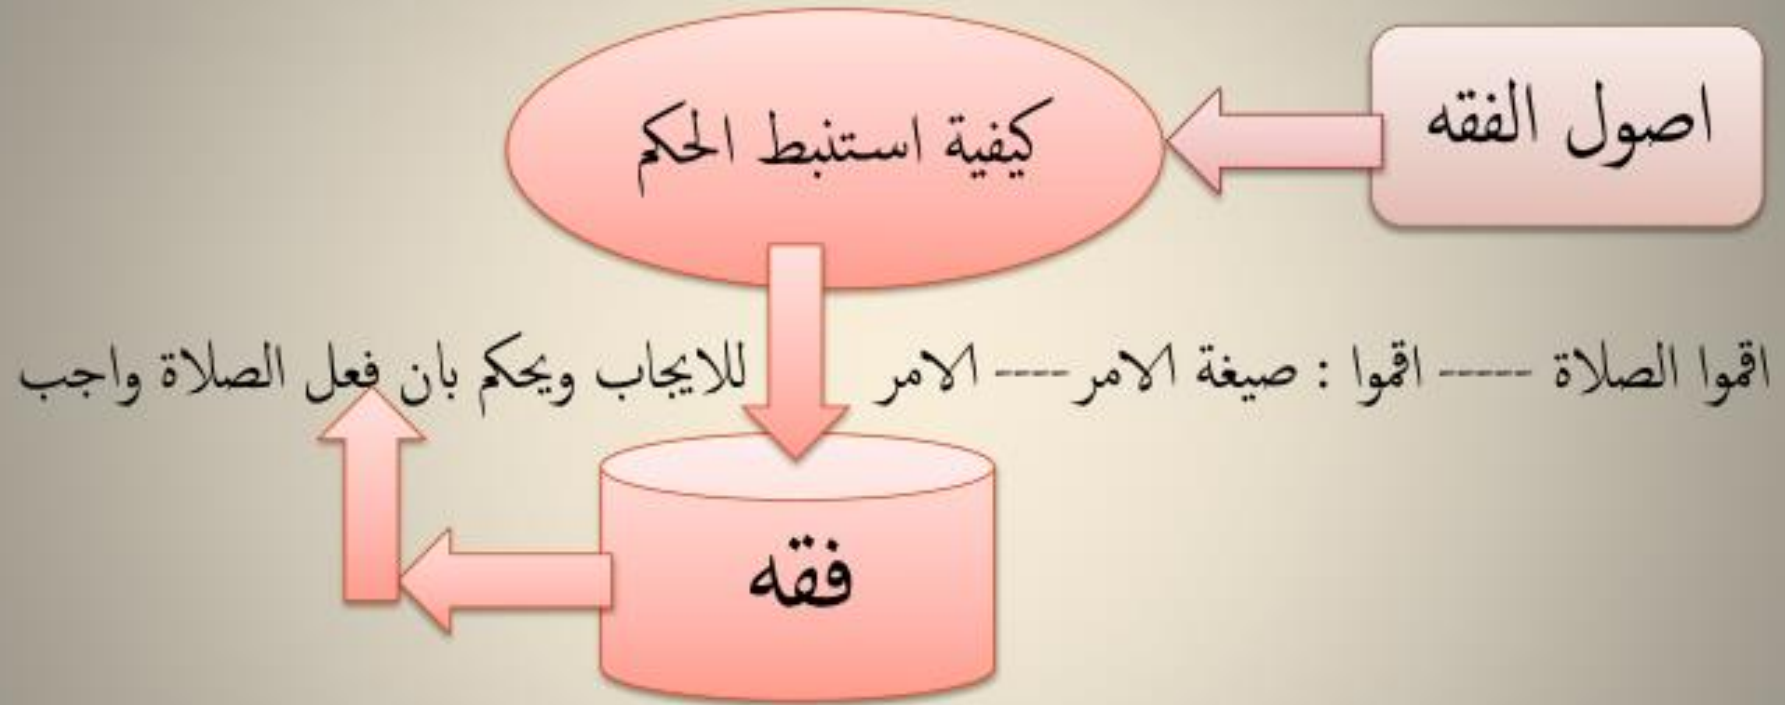 اصول الفقه
كيفية استنبط الحكم
اقموا الصلاة ----- اقموا : صيغة الامر ---- الامر للايجاب ويحكم بان فعل الصلاة واجب
فقه